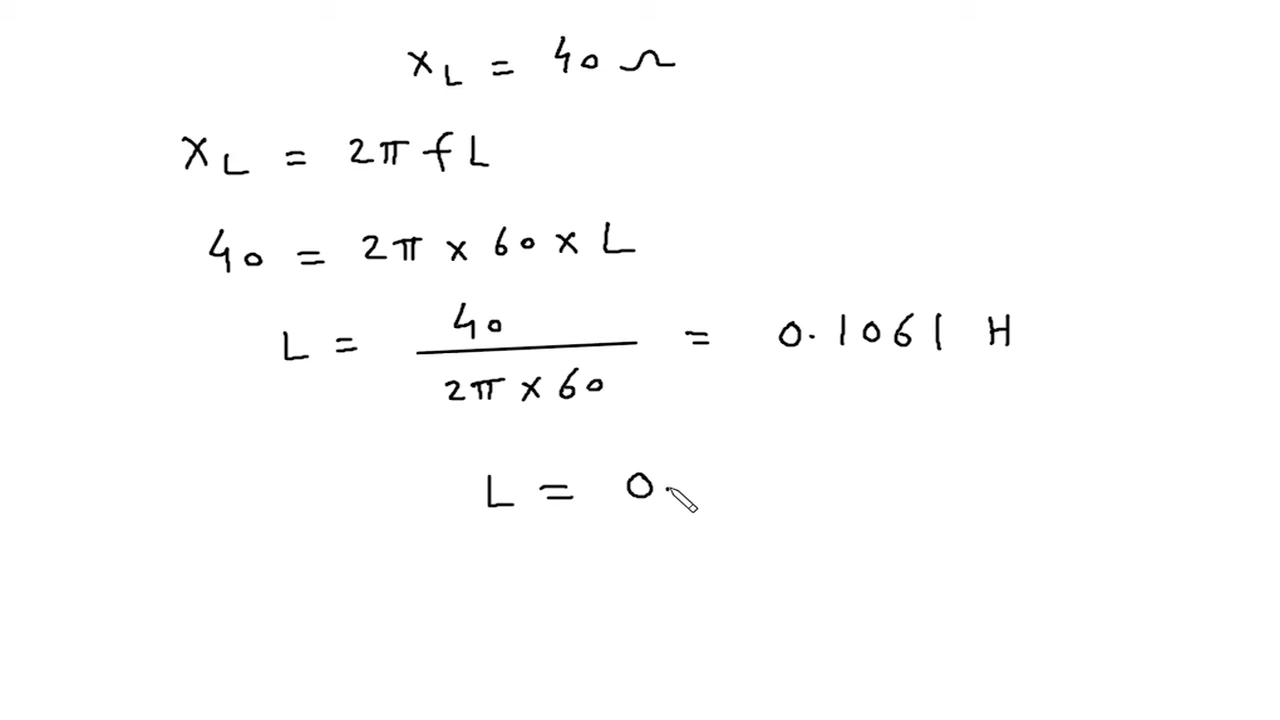 X_L = 40 Ω
X_L = 2π f L
40 = 2π × 60 × L
L = 40 / 2π × 60 = 0.1061 H
L = 0.